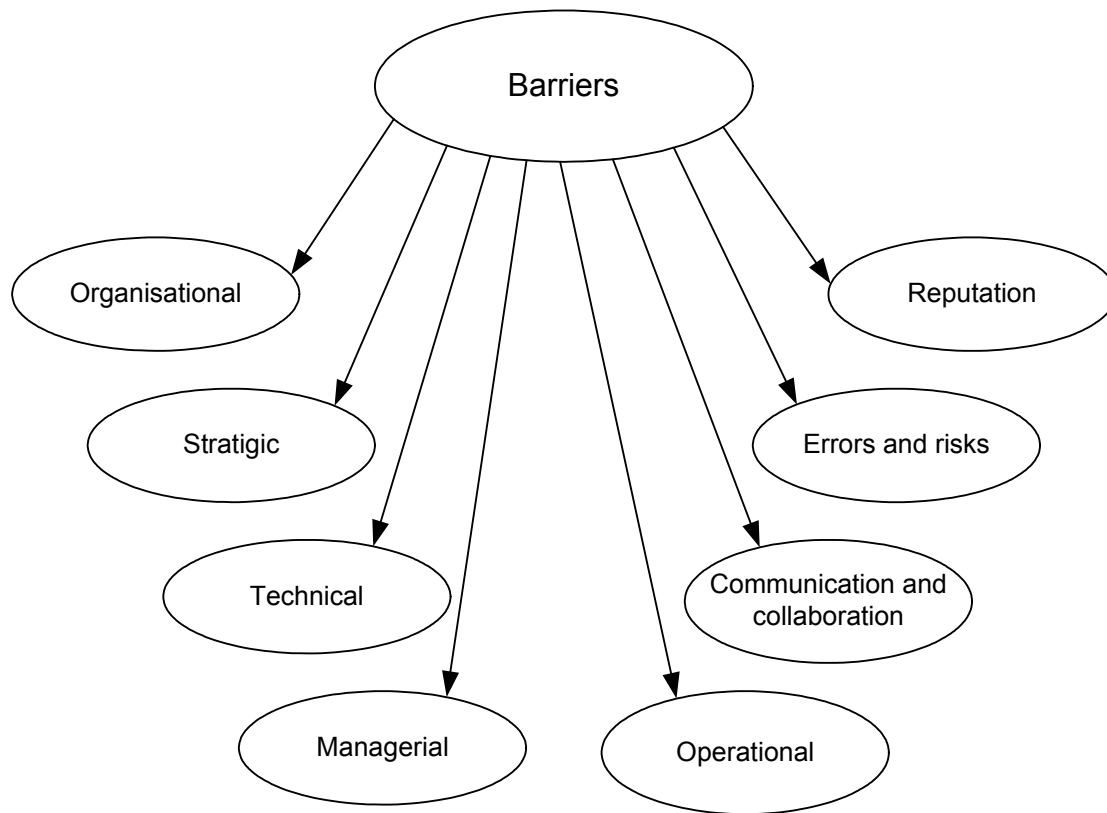 Barriers
Organisational
Reputation
Stratigic
Errors and risks
Technical
Communication and
collaboration
Managerial
Operational